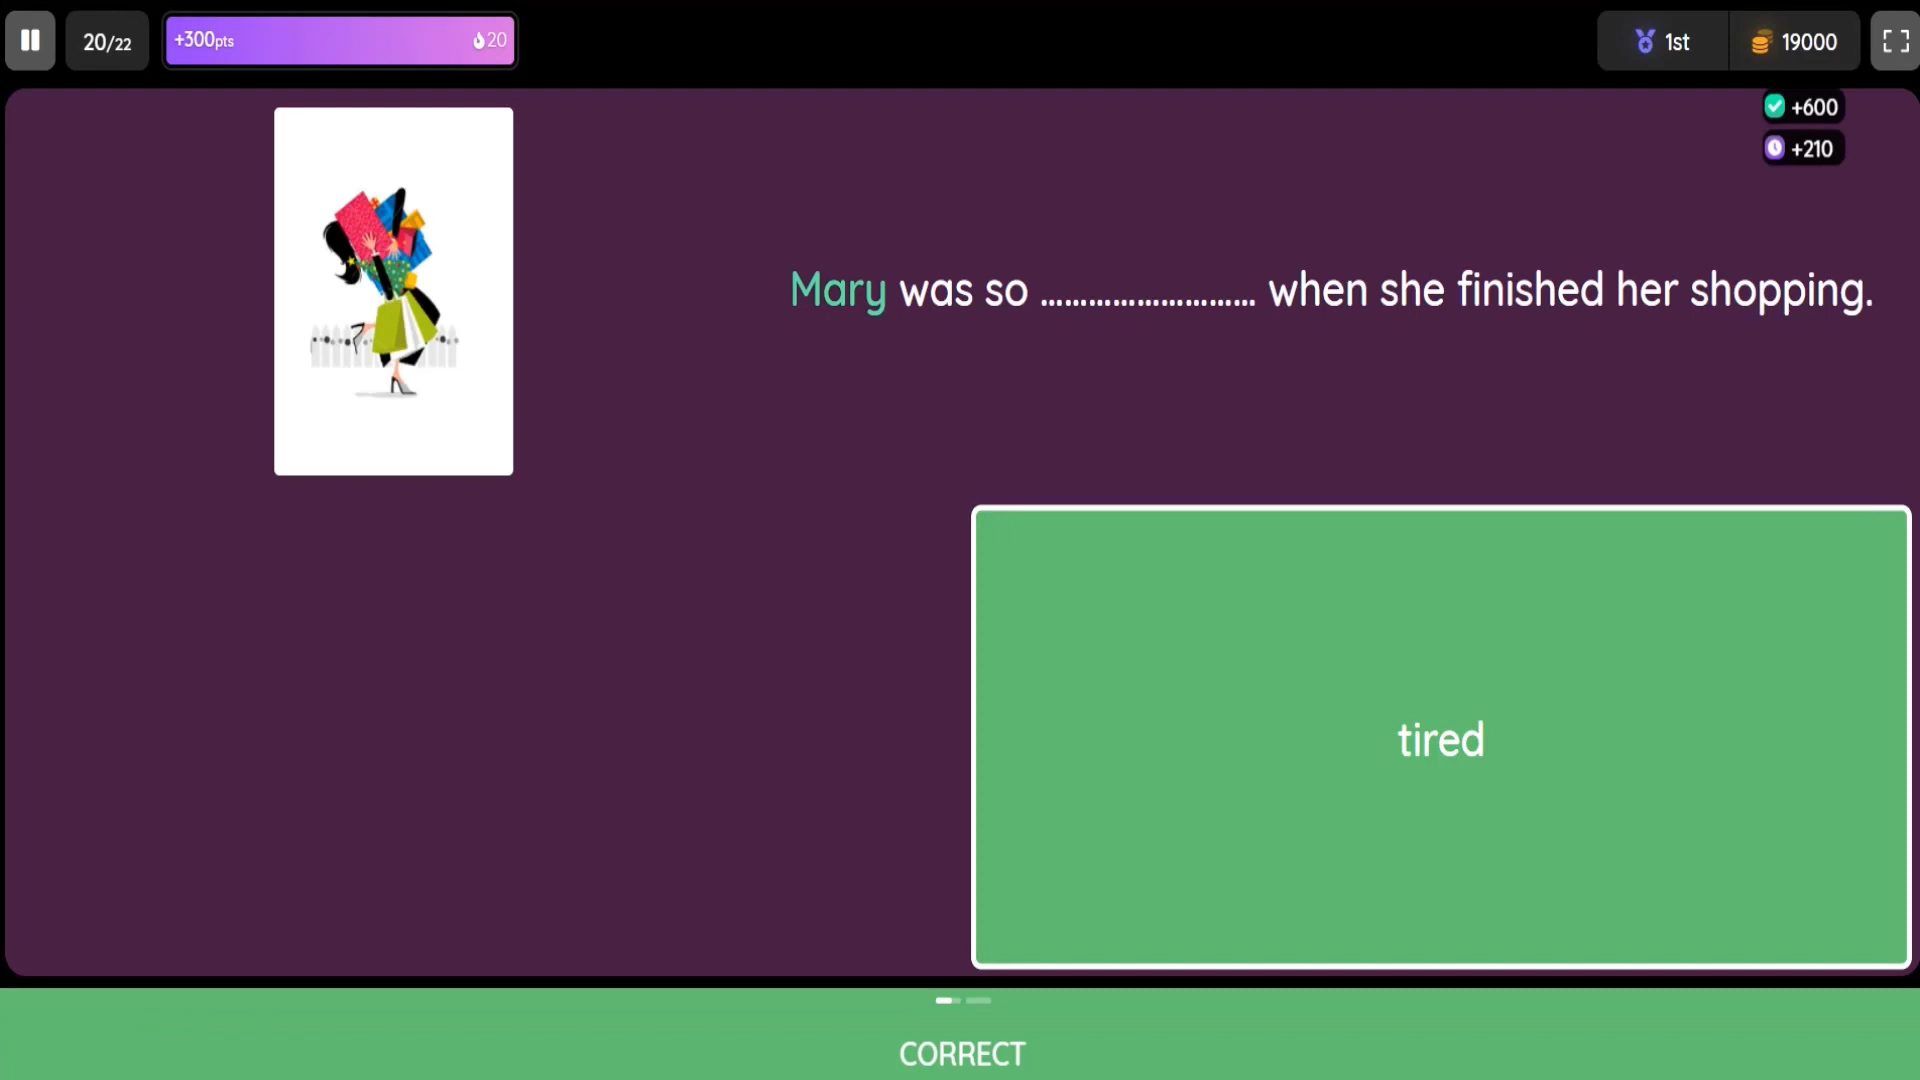 20/22
+300pts
20
1st
19000
+600
+210
Mary was so ........................... when she finished her shopping.
tired
CORRECT